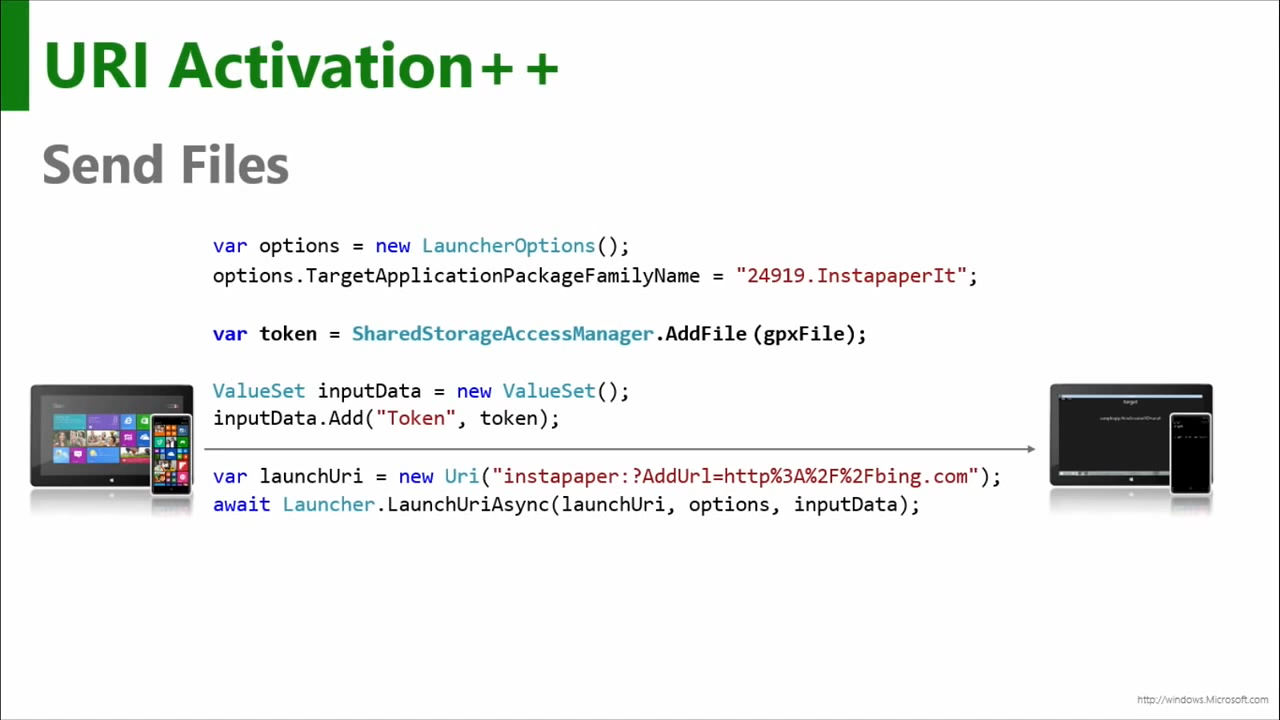 URI Activation++
Send Files
var options = new LauncherOptions();
options.TargetApplicationPackageFamilyName = "24919.InstapaperIt";
var token = SharedStorageAccessManager.AddFile (gpxFile);
ValueSet inputData = new ValueSet();
inputData.Add("Token", token);
var launchUri = new Uri("instapaper:?AddUrl=http%3A%2F%2Fbing.com");
await Launcher.LaunchUriAsync(launchUri, options, inputData);
Start
target
http://windows.Microsoft.com